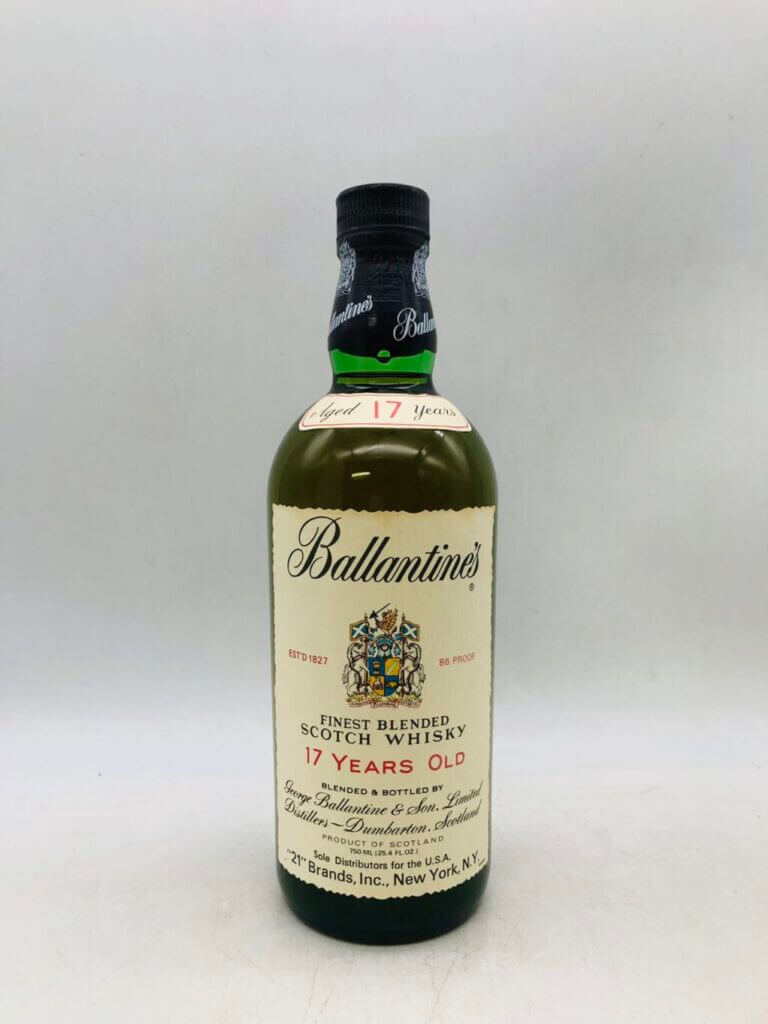 Ballantine's
Aged 17 Years
Ballantine's
®
EST'D 1827
86 PROOF
FINEST BLENDED
SCOTCH WHISKY
17 YEARS OLD
BLENDED & BOTTLED BY
George Ballantine & Son. Limited
Distillers — Dumbarton. Scotland
PRODUCT OF SCOTLAND
750 ML (25.4 FL.OZ.)
Sole Distributors for the U.S.A.
"21" Brands, Inc., New York, N.Y.